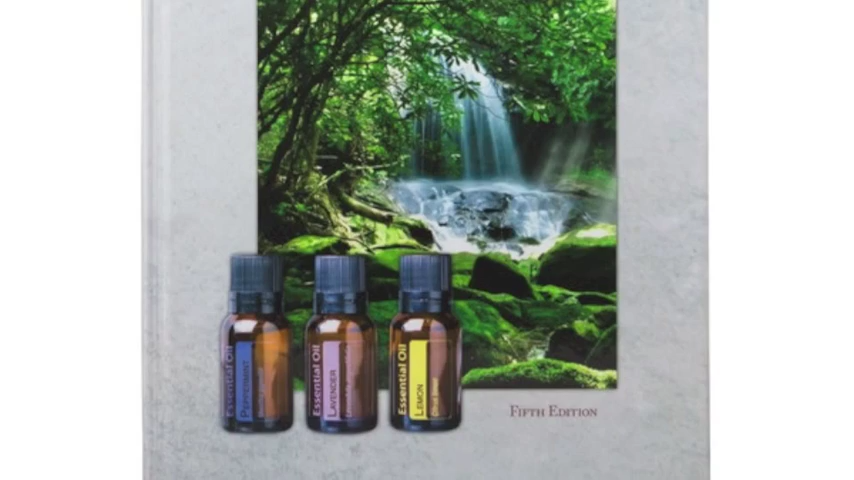 Essential Oil
Peppermint
Essential Oil
Lavender
Essential Oil
Lemon
Fifth Edition